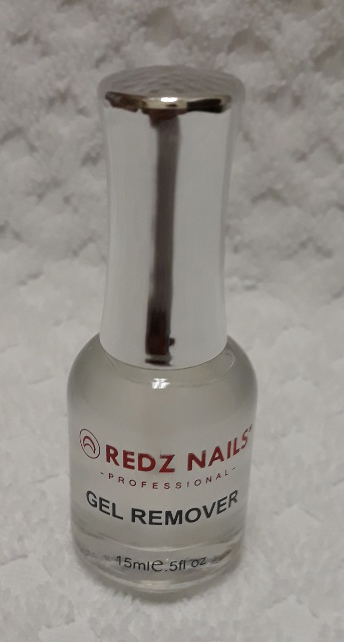 REDZ NAILS
-PROFESSIONAL-
GEL REMOVER
15ml℮.5fl oz